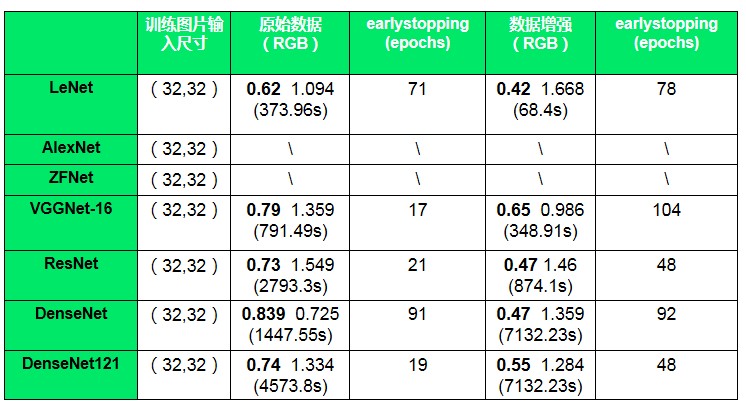 训练图片输入尺寸 原始数据（RGB） earlystopping (epochs) 数据增强（RGB） earlystopping (epochs)
LeNet （32,32） 0.62 1.094 (373.96s) 71 0.42 1.668 (68.4s) 78
AlexNet （32,32） \ \ \ \
ZFNet （32,32） \ \ \ \
VGGNet-16 （32,32） 0.79 1.359 (791.49s) 17 0.65 0.986 (348.91s) 104
ResNet （32,32） 0.73 1.549 (2793.3s) 21 0.47 1.46 (874.1s) 48
DenseNet （32,32） 0.839 0.725 (1447.55s) 91 0.47 1.359 (7132.23s) 92
DenseNet121 （32,32） 0.74 1.334 (4573.8s) 19 0.55 1.284 (7132.23s) 48